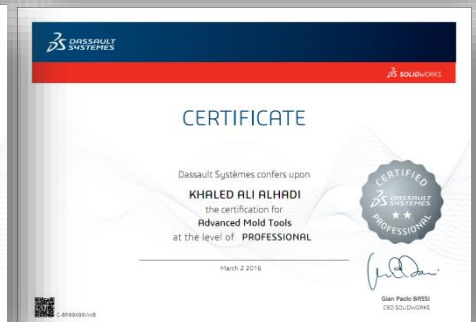 DASSAULT
SYSTEMES
SOLIDWORKS
CERTIFICATE
Dassault Systèmes confers upon
KHALED ALI ALHADI
the certification for
Advanced Mold Tools
at the level of PROFESSIONAL
March 2 2016
CERTIFIED
DASSAULT
SYSTEMES
PROFESSIONAL
Gian Paolo BASSI
CEO SOLIDWORKS